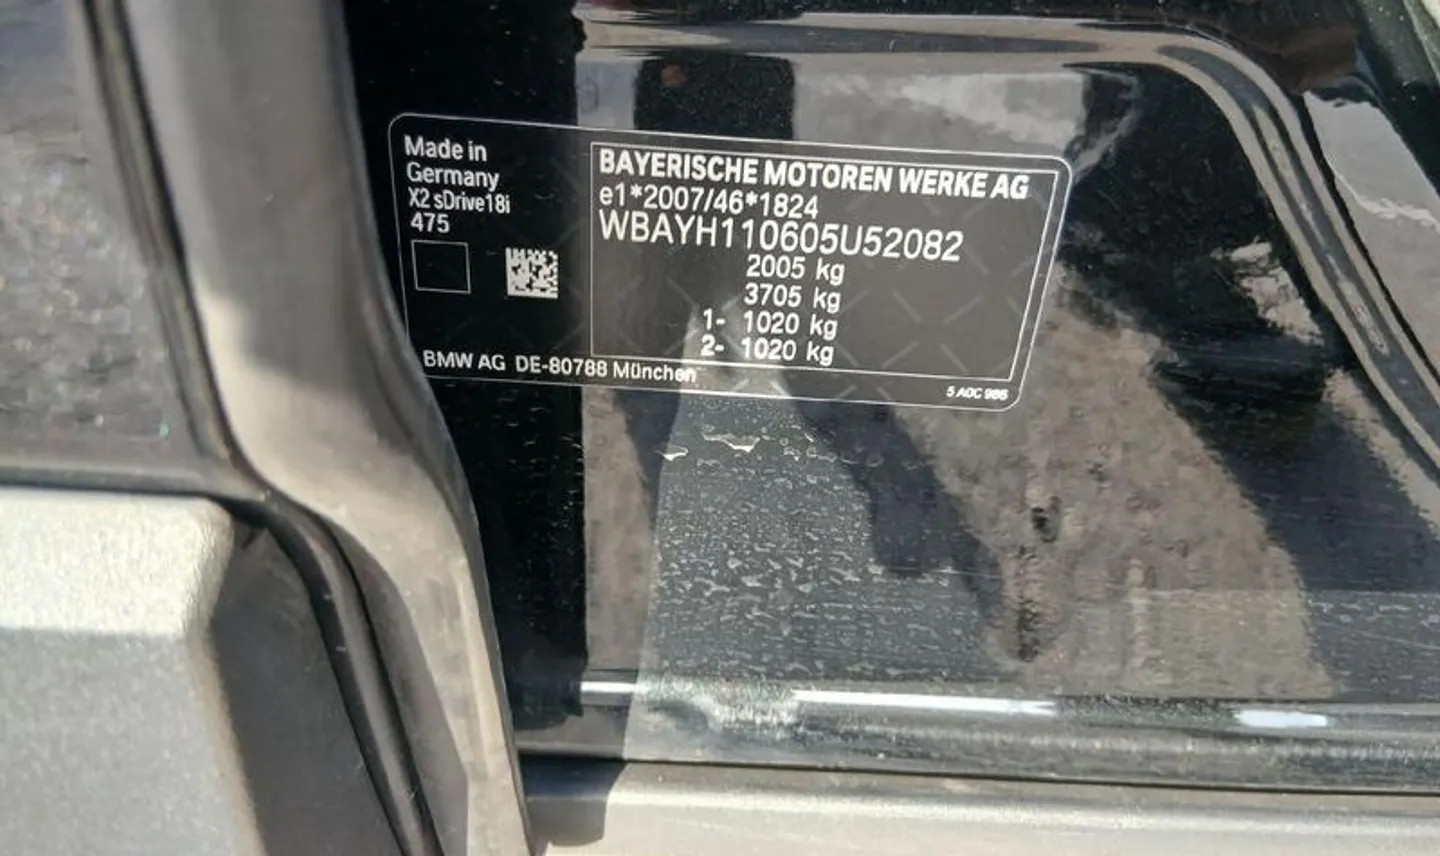 Made in
Germany
X2 sDrive18i
475
BAYERISCHE MOTOREN WERKE AG
e1*2007/46*1824
WBAYH110605U52082
2005 kg
3705 kg
1- 1020 kg
2- 1020 kg
BMW AG DE-80788 München
5 A0C 986